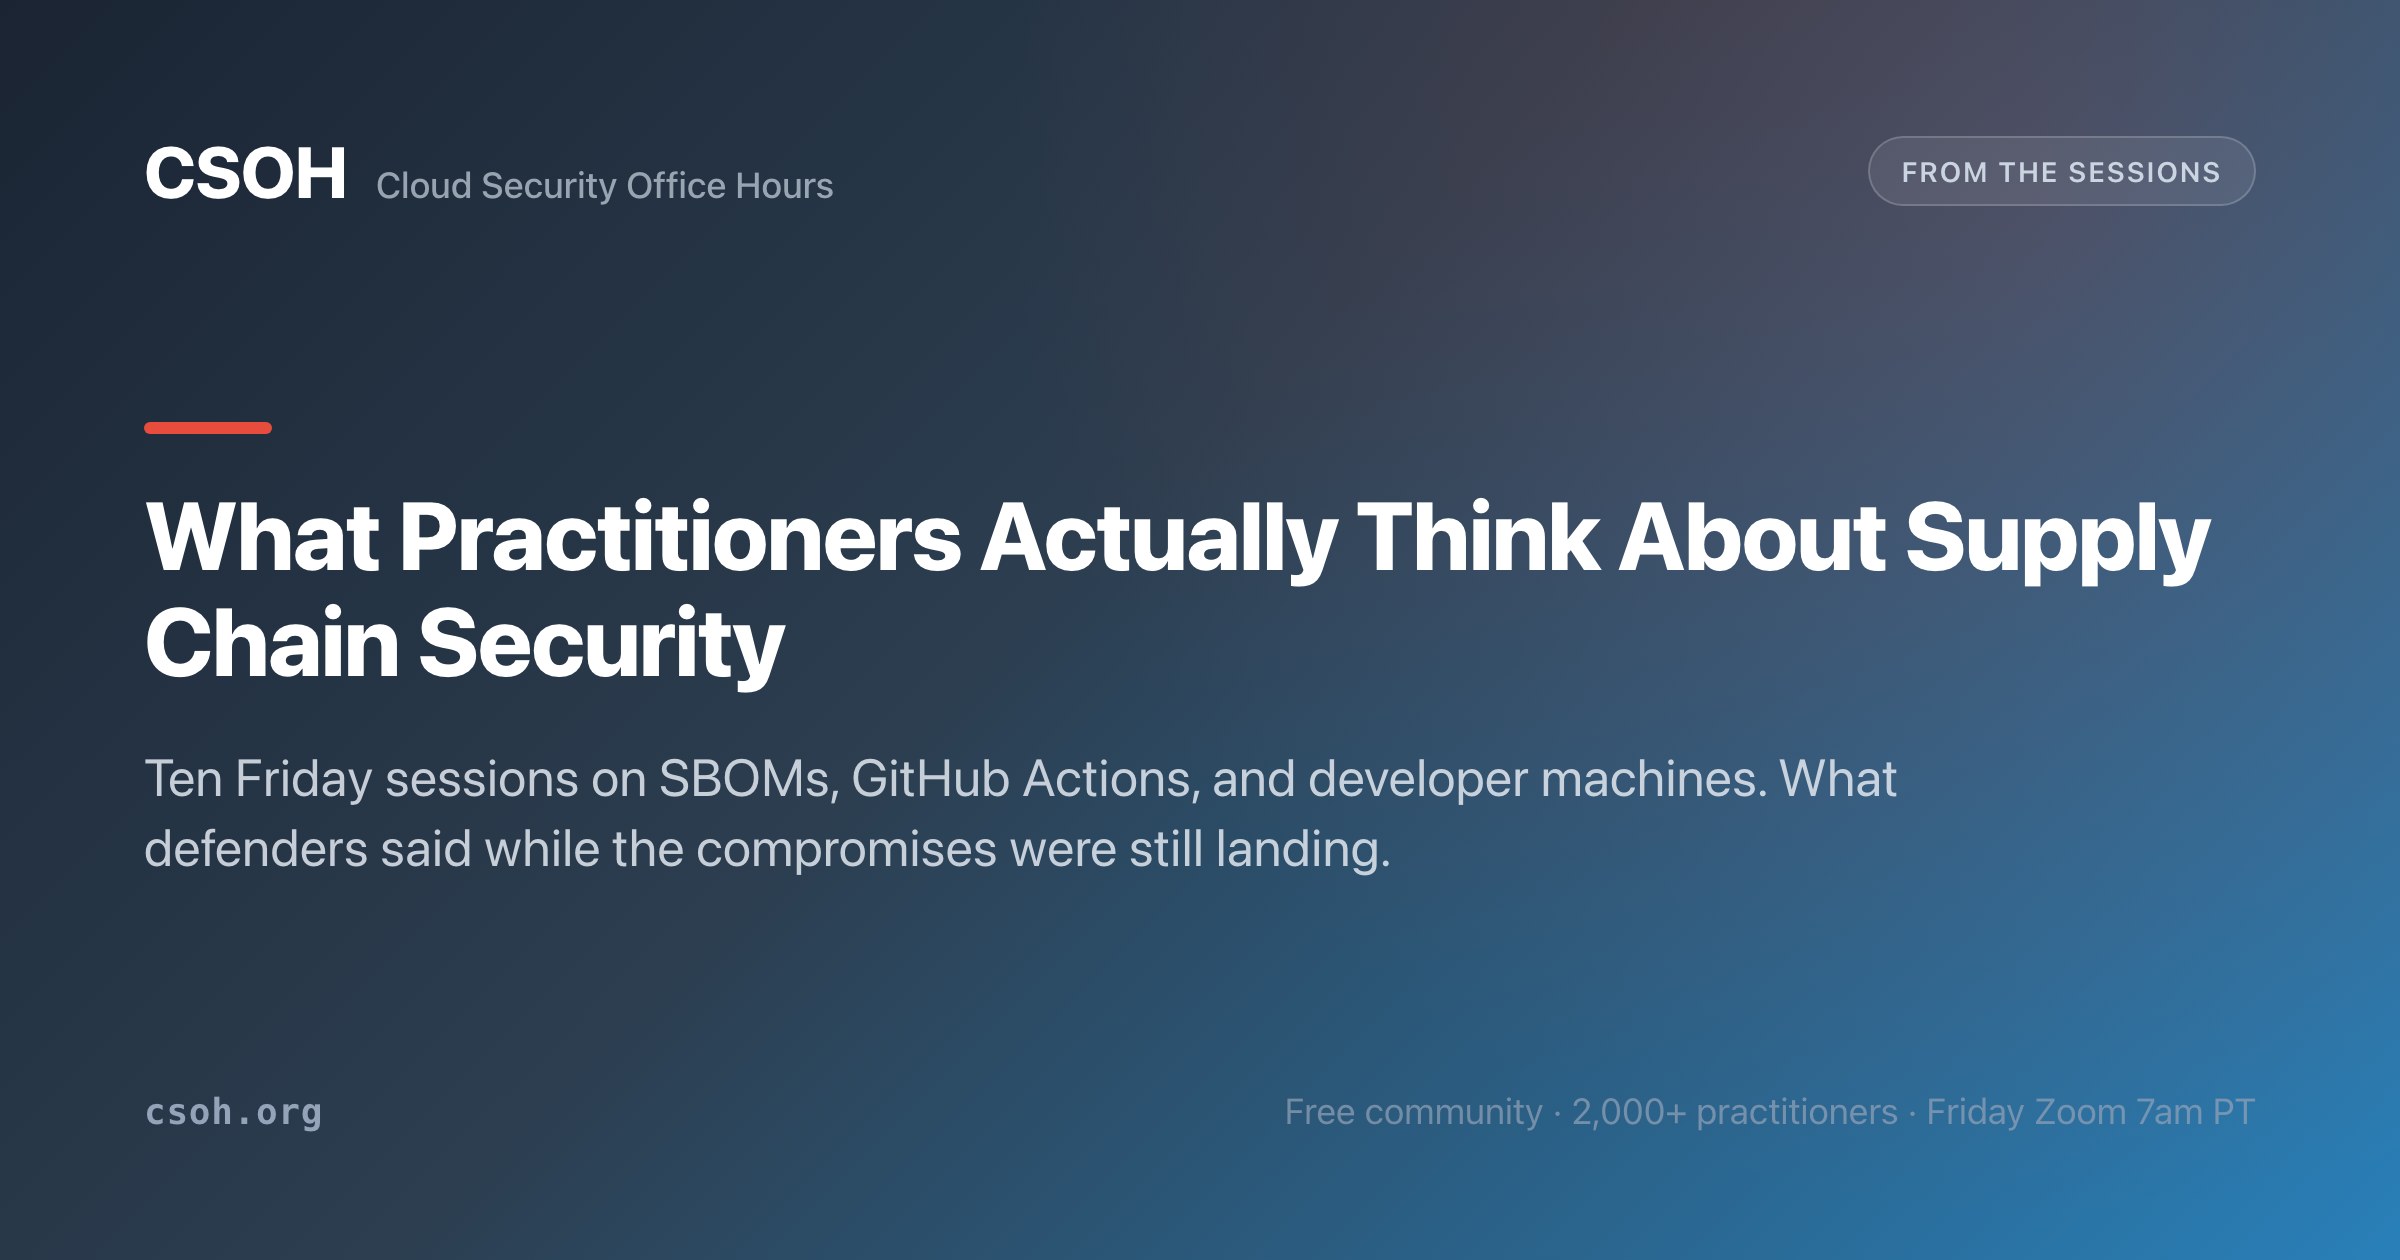 CSOH Cloud Security Office Hours
FROM THE SESSIONS
What Practitioners Actually Think About Supply
Chain Security
Ten Friday sessions on SBOMs, GitHub Actions, and developer machines. What
defenders said while the compromises were still landing.
csoh.org
Free community · 2,000+ practitioners · Friday Zoom 7am PT